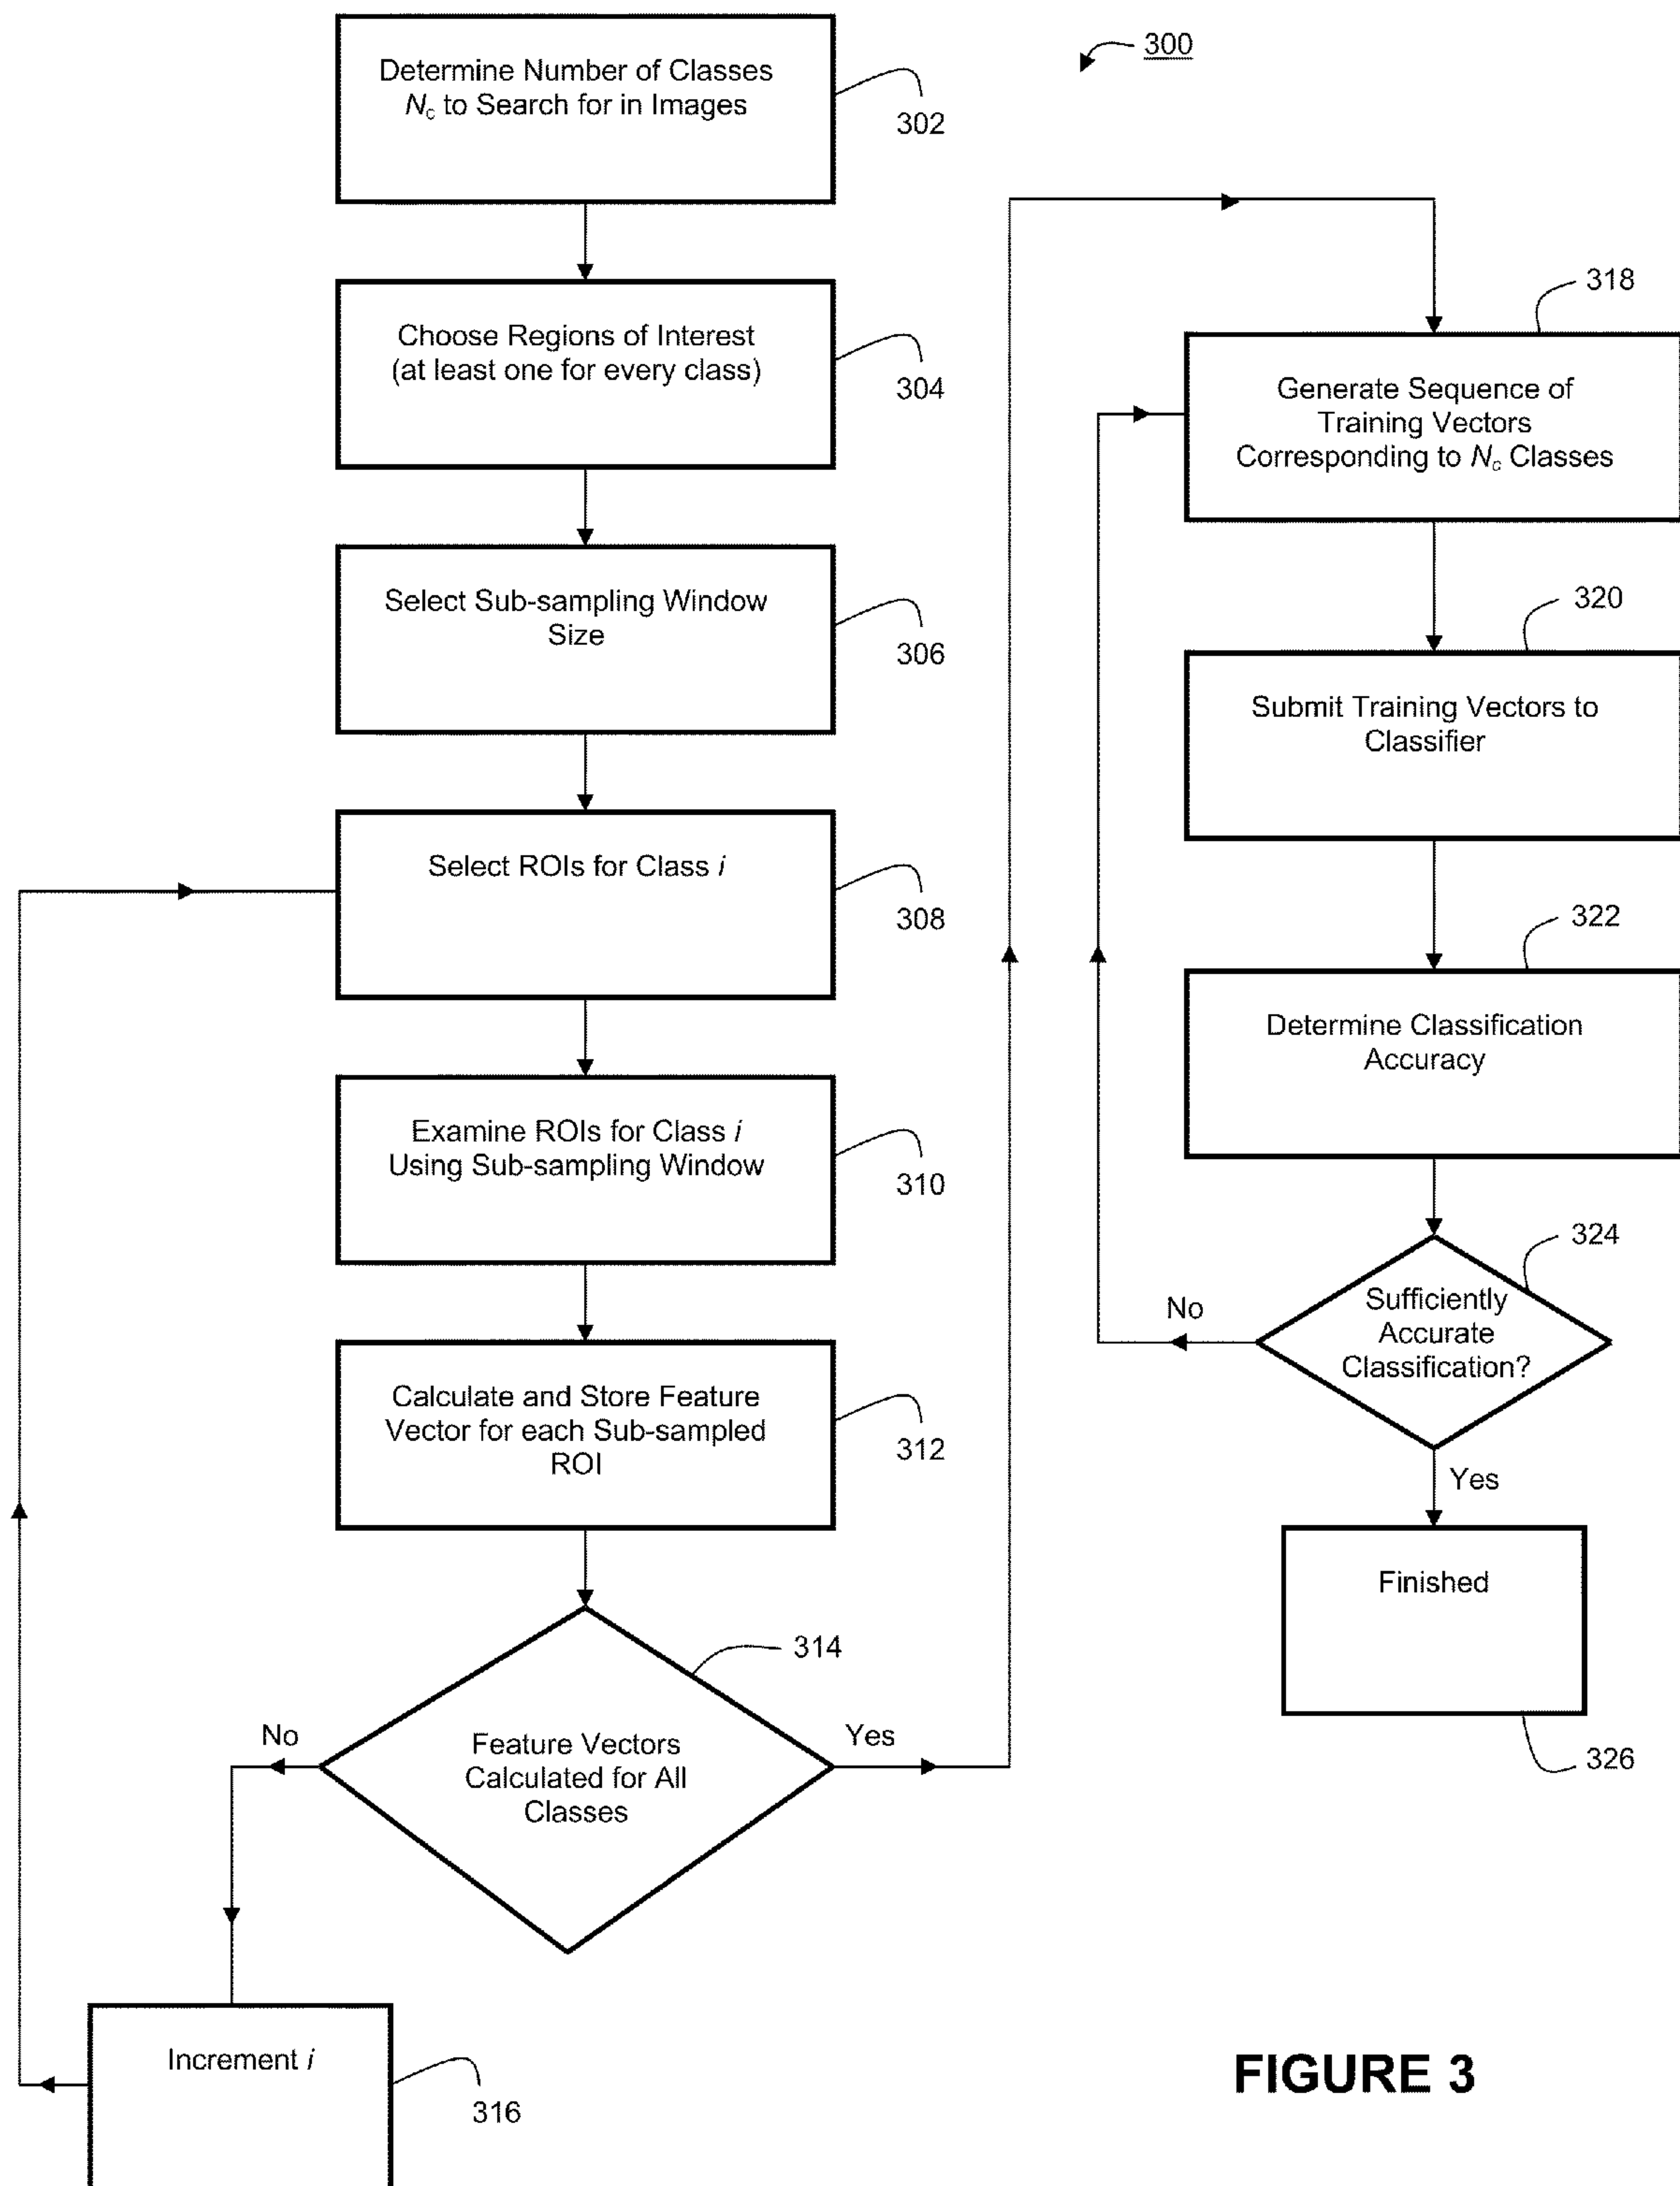 300
Determine Number of Classes
Nc to Search for in Images
302
Choose Regions of Interest
(at least one for every class)
304
Select Sub-sampling Window
Size
306
Select ROIs for Class i
308
Examine ROIs for Class i
Using Sub-sampling Window
310
Calculate and Store Feature
Vector for each Sub-sampled
ROI
312
314
Feature Vectors
Calculated for All
Classes
No
Yes
Increment i
316
318
Generate Sequence of
Training Vectors
Corresponding to Nc Classes
320
Submit Training Vectors to
Classifier
322
Determine Classification
Accuracy
324
Sufficiently
Accurate
Classification?
No
Yes
Finished
326
FIGURE 3